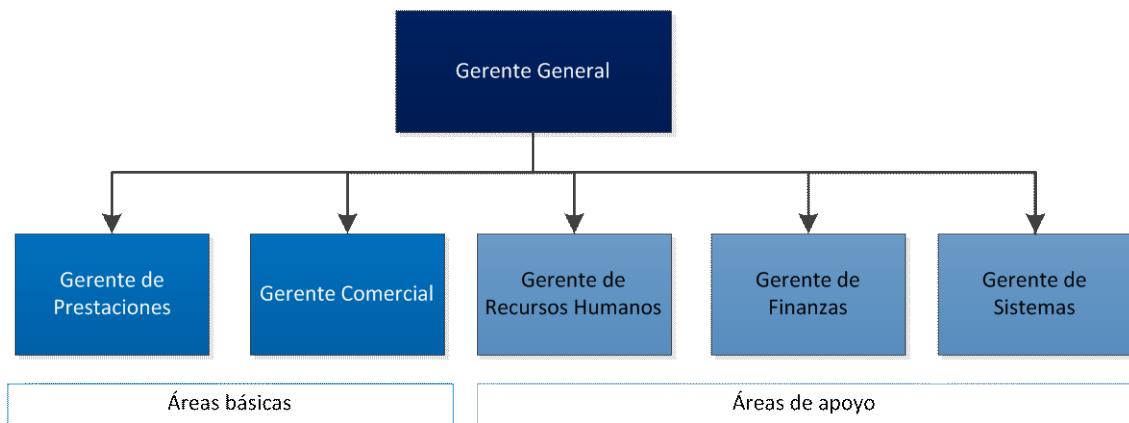 Gerente General
Gerente de
Prestaciones
Gerente Comercial
Gerente de
Recursos Humanos
Gerente de
Finanzas
Gerente de
Sistemas
Áreas básicas
Áreas de apoyo